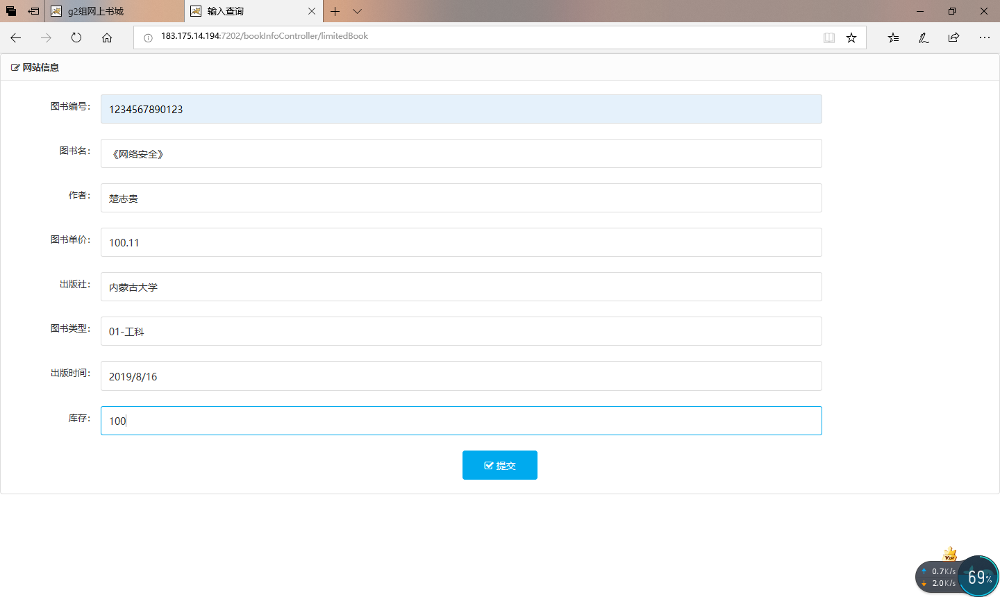 g2组网上书城
输入查询
183.175.14.194:7202/bookInfoController/limitedBook
网站信息
图书编号: 1234567890123
图书名: 《网络安全》
作者: 楚志贵
图书单价: 100.11
出版社: 内蒙古大学
图书类型: 01-工科
出版时间: 2019/8/16
库存: 100
提交
VIP
0.7K/s
2.0K/s
69%